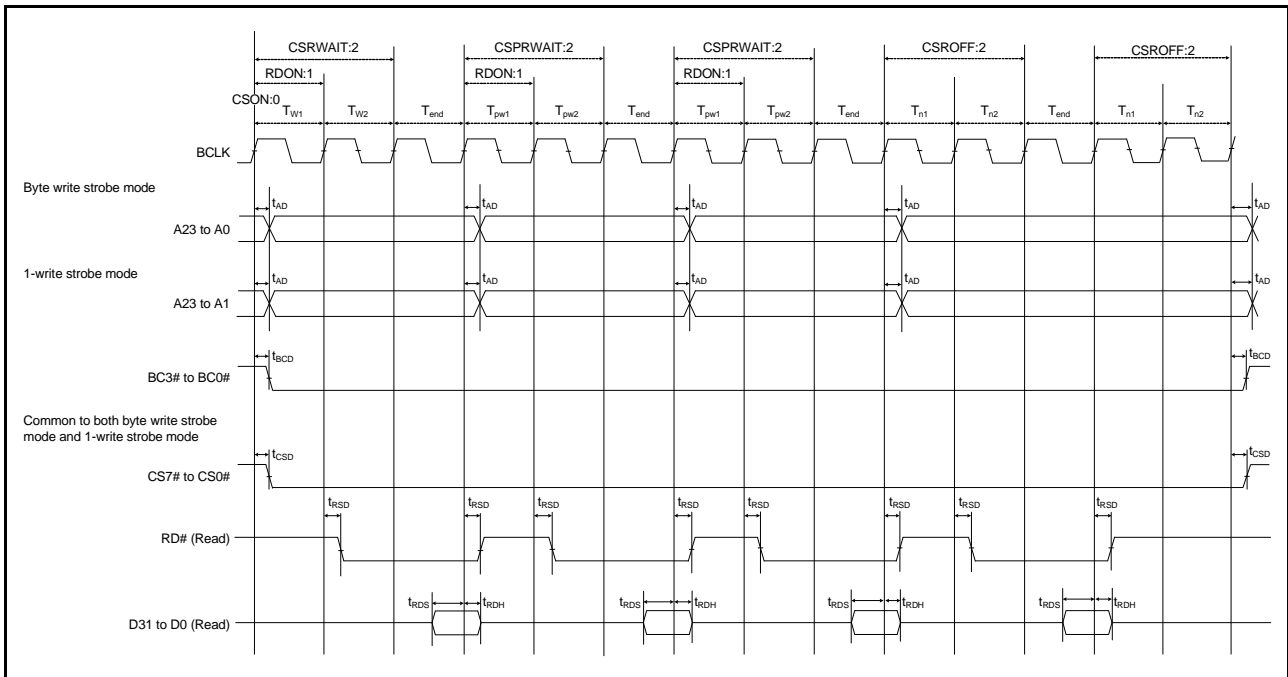 CSRWAIT:2 CSPRWAIT:2 CSPRWAIT:2 CSROFF:2 CSROFF:2
RDON:1 RDON:1 RDON:1
CSON:0
TW1 TW2 Tend Tpw1 Tpw2 Tend Tpw1 Tpw2 Tend Tn1 Tn2 Tend Tn1 Tn2
BCLK
Byte write strobe mode
tAD tAD tAD tAD tAD
A23 to A0
1-write strobe mode
tAD tAD tAD tAD tAD
A23 to A1
tBCD tBCD
BC3# to BC0#
Common to both byte write strobe
mode and 1-write strobe mode
tCSD tCSD
CS7# to CS0#
tRSD tRSD tRSD tRSD tRSD tRSD tRSD tRSD
RD# (Read)
tRDS tRDH tRDS tRDH tRDS tRDH tRDS tRDH
D31 to D0 (Read)